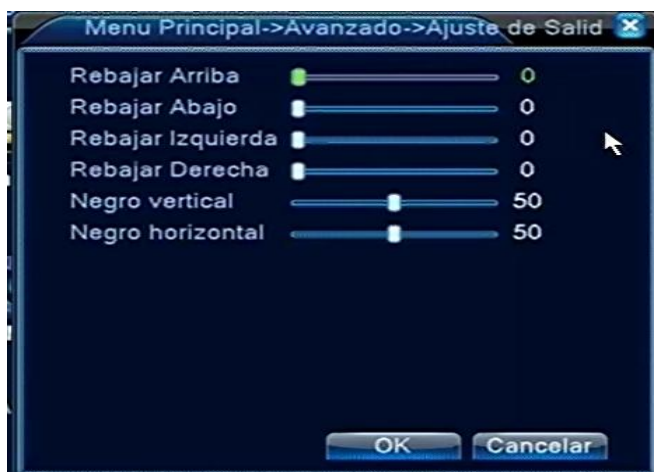 Menu Principal->Avanzado->Ajuste de Salid
Rebajar Arriba 0
Rebajar Abajo 0
Rebajar Izquierda 0
Rebajar Derecha 0
Negro vertical 50
Negro horizontal 50
OK Cancelar